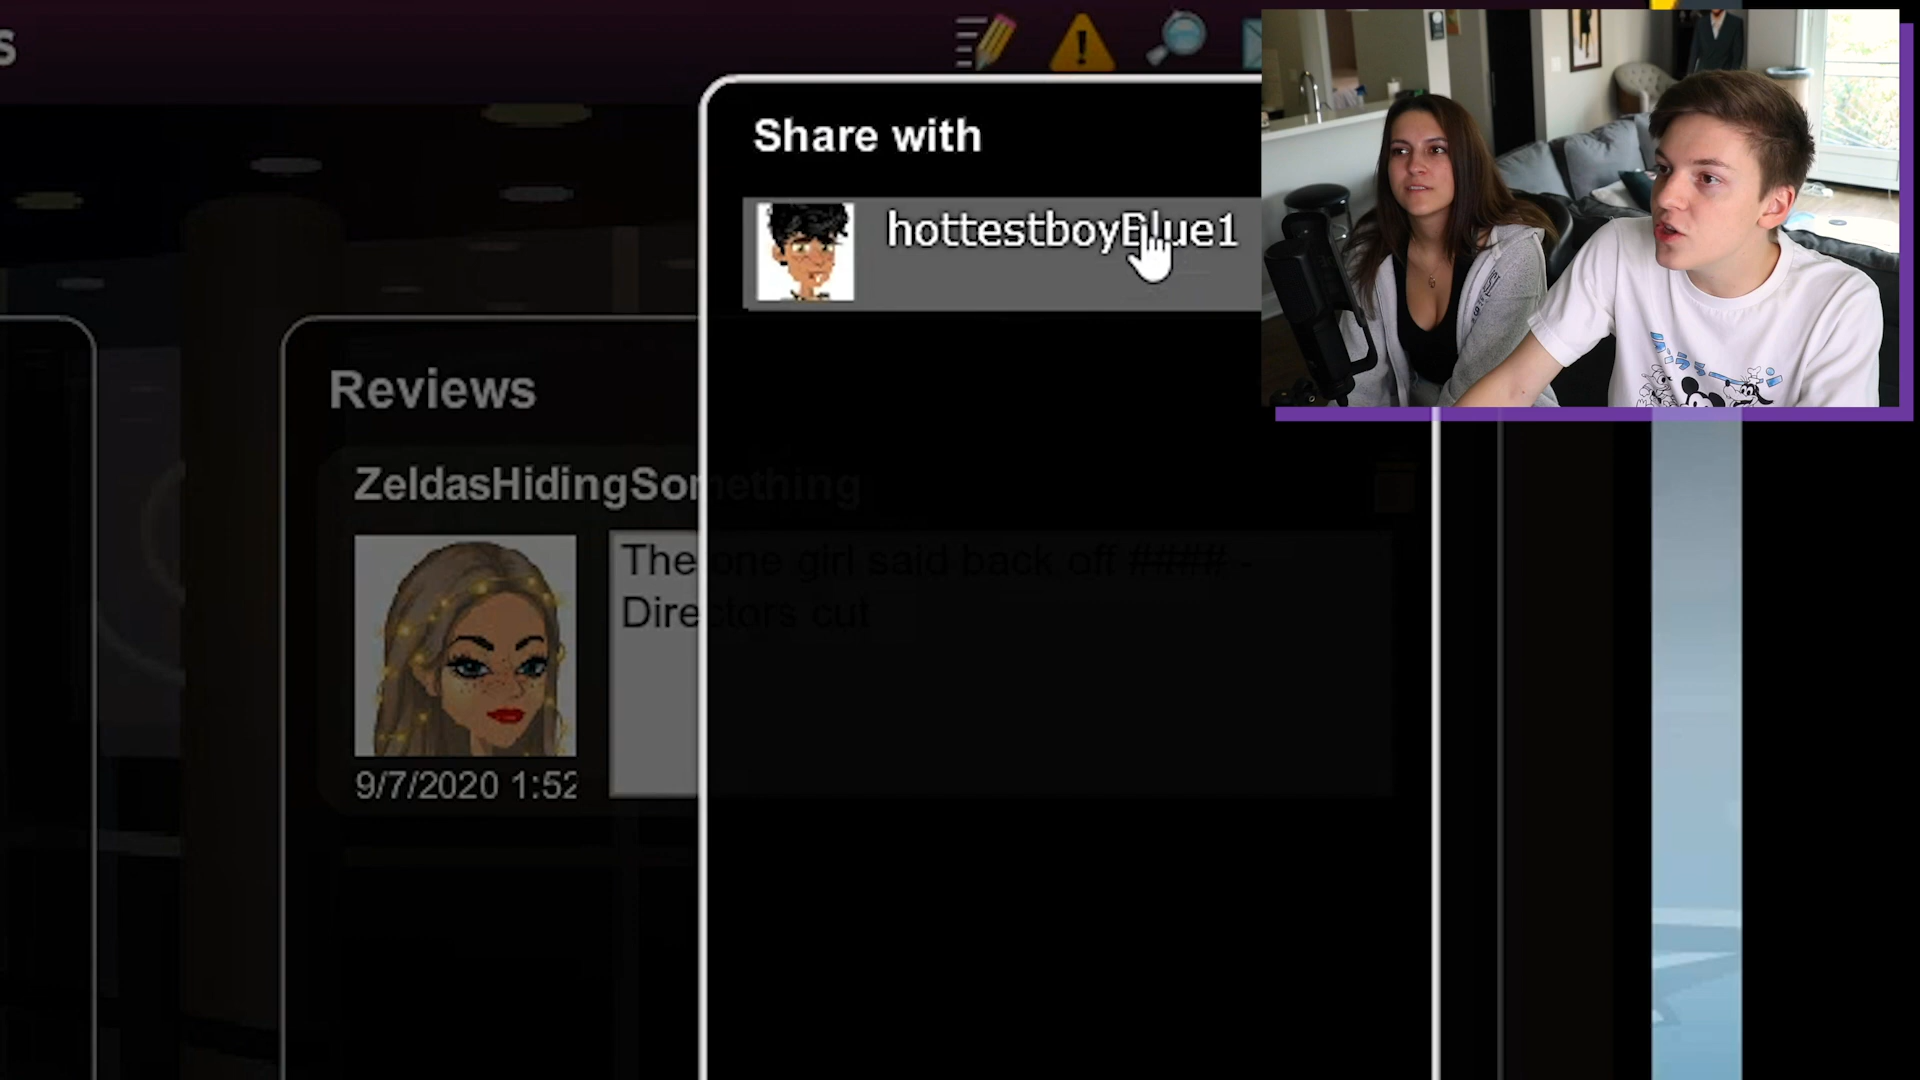 s
Share with
hottestboyBlue1
Reviews
ZeldasHidingSomething
The one girl said back off #### -
Directors cut
9/7/2020 1:52